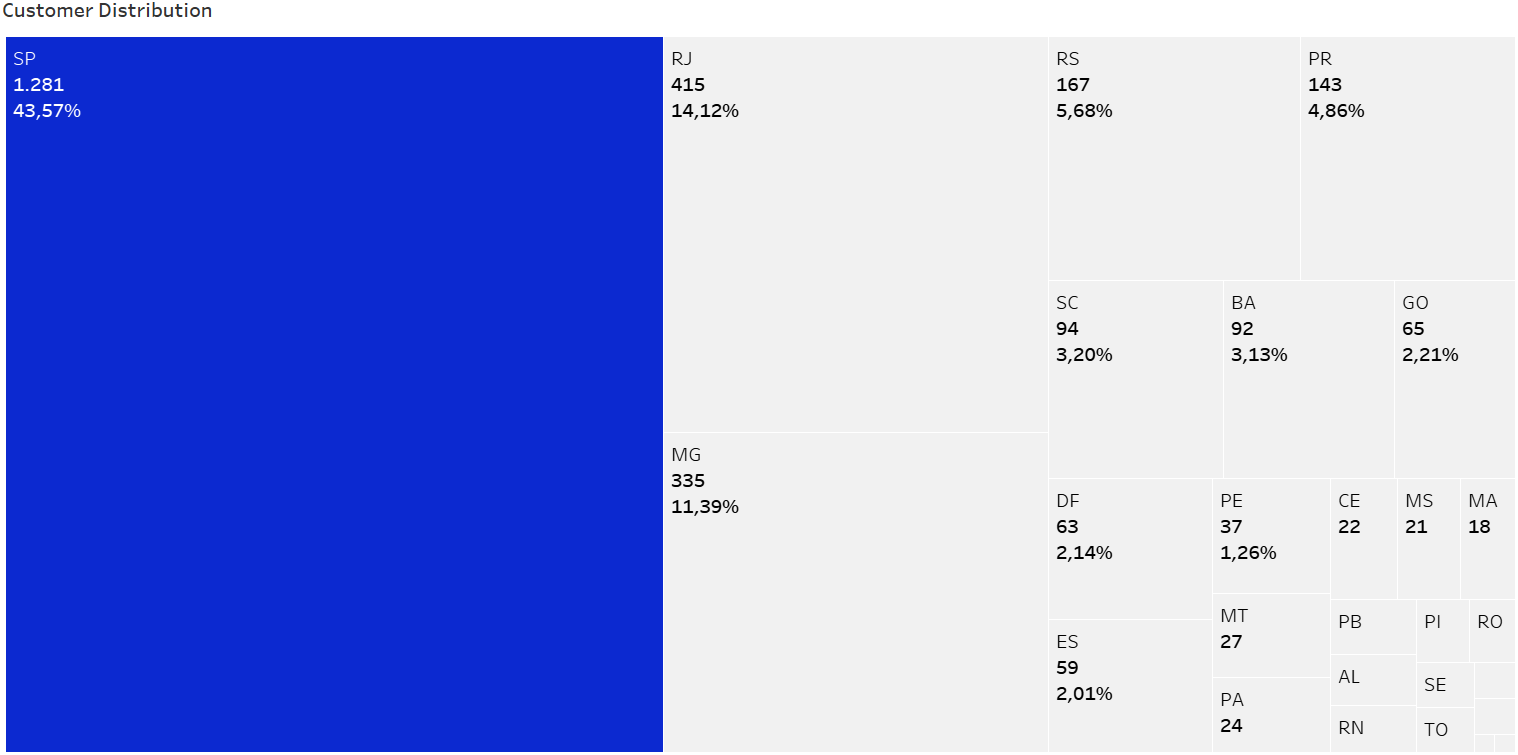 Customer Distribution
SP
1.281
43,57%
RJ
415
14,12%
MG
335
11,39%
RS
167
5,68%
PR
143
4,86%
SC
94
3,20%
BA
92
3,13%
GO
65
2,21%
DF
63
2,14%
ES
59
2,01%
PE
37
1,26%
MT
27
PA
24
CE
22
MS
21
MA
18
PB
AL
RN
PI
RO
SE
TO